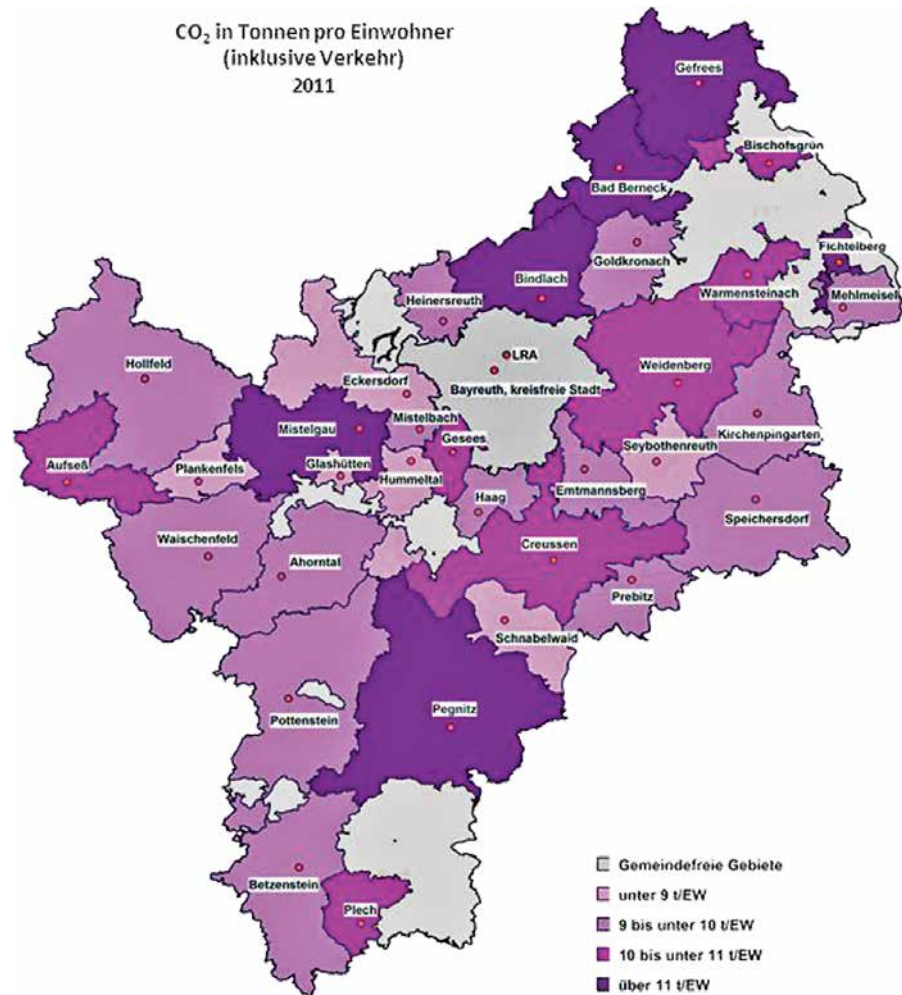 CO₂ in Tonnen pro Einwohner
(inklusive Verkehr)
2011
Gefrees
Bischofsgrün
Bad Berneck
Fichtelberg
Goldkronach
Bindlach
Warmensteinach
Mehlmeisel
Heinersreuth
LRA
Hollfeld
Weidenberg
Eckersdorf
Bayreuth, kreisfreie Stadt
Mistelbach
Mistelgau
Kirchenpingarten
Seybothenreuth
Gesees
Aufseß
Plankenfels
Glashütten
Hummeltal
Emtmannsberg
Haag
Speichersdorf
Waischenfeld
Creussen
Ahorntal
Prebitz
Schnabelwaid
Pegnitz
Pottenstein
Betzenstein
Plech
Gemeindefreie Gebiete
unter 9 t/EW
9 bis unter 10 t/EW
10 bis unter 11 t/EW
über 11 t/EW